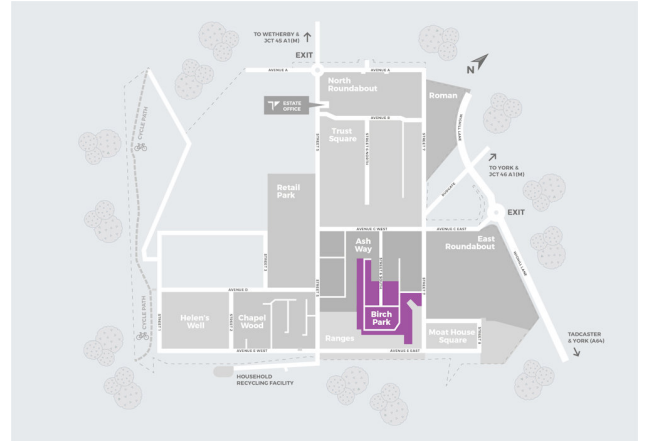 TO WETHERBY &
JCT 45 A1(M)
EXIT
AVENUE A
AVENUE A
North
Roundabout
N
ESTATE
OFFICE
Roman
CYCLE PATH
AVENUE B
Trust
Square
TO YORK &
JCT 46 A1(M)
Retail
Park
EXIT
AVENUE C WEST
AVENUE C EAST
Ash
Way
East
Roundabout
AVENUE D
Birch
Park
Helen's
Well
Chapel
Wood
Ranges
Moat House
Square
CYCLE PATH
AVENUE E WEST
AVENUE E EAST
TADCASTER
& YORK (A64)
HOUSEHOLD
RECYCLING FACILITY